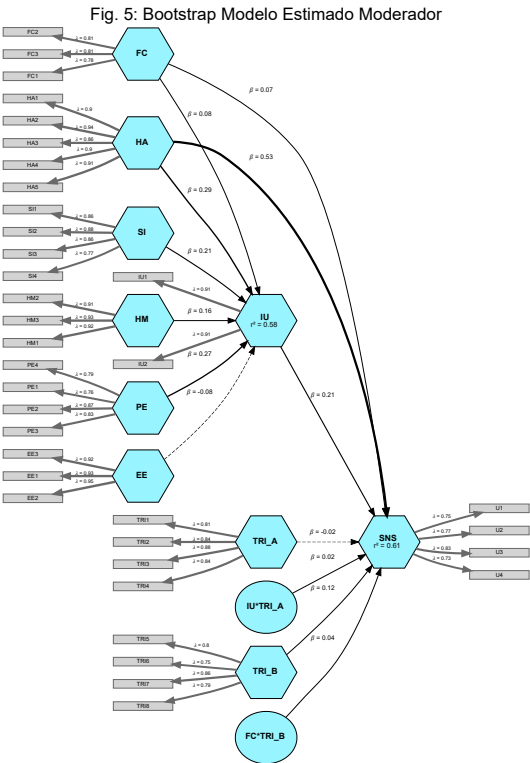 Fig. 5: Bootstrap Modelo Estimado Moderador
FC2
FC3
FC1
λ = 0.81
λ = 0.81
λ = 0.78
FC
β = 0.07
β = 0.08
HA1
HA2
HA3
HA4
HA5
λ = 0.9
λ = 0.94
λ = 0.86
λ = 0.9
λ = 0.91
HA
β = 0.53
β = 0.29
SI1
SI2
SI3
SI4
λ = 0.86
λ = 0.88
λ = 0.86
λ = 0.77
SI
β = 0.21
IU1
λ = 0.91
HM2
HM3
HM1
λ = 0.91
λ = 0.93
λ = 0.92
HM
β = 0.16
IU
r² = 0.58
λ = 0.91
IU2
β = 0.27
PE4
PE1
PE2
PE3
λ = 0.79
λ = 0.76
λ = 0.87
λ = 0.83
PE
β = -0.08
β = 0.21
EE3
EE1
EE2
λ = 0.92
λ = 0.93
λ = 0.95
EE
TRI1
TRI2
TRI3
TRI4
λ = 0.81
λ = 0.84
λ = 0.88
λ = 0.84
TRI_A
β = -0.02
SNS
r² = 0.61
λ = 0.75
λ = 0.77
λ = 0.83
λ = 0.73
U1
U2
U3
U4
β = 0.02
β = 0.12
IU*TRI_A
TRI5
TRI6
TRI7
TRI8
λ = 0.8
λ = 0.75
λ = 0.86
λ = 0.79
TRI_B
β = 0.04
FC*TRI_B